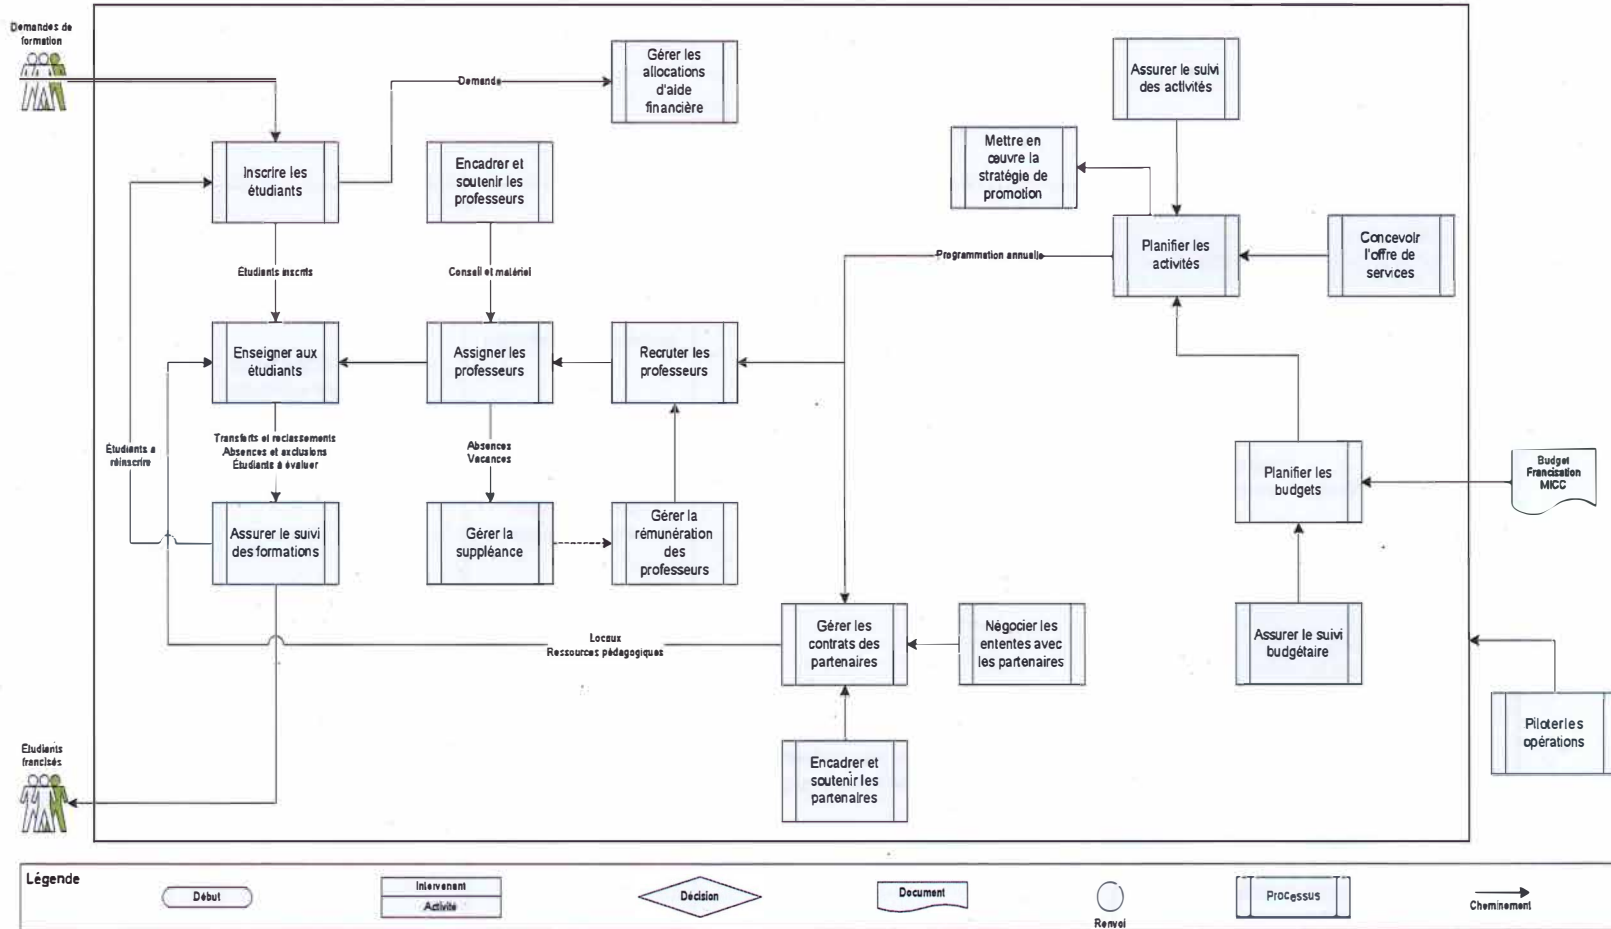 Demandes de
formation
Demande
Gérer les
allocations
d'aide
financière
Assurer le suivi
des activités
Mettre en
œuvre la
stratégie de
promotion
Inscrire les
étudiants
Encadrer et
soutenir les
professeurs
Planifier les
activités
Concevoir
l'offre de
services
Programmation annuelle
Étudiants inscrits
Conseil et matériel
Enseigner aux
étudiants
Assigner les
professeurs
Recruter les
professeurs
Étudiants a
réinscrire
Transferts et reclassements
Absences et exclusions
Étudiants à évaluer
Absences
Vacances
Planifier les
budgets
Budget
Francisation
MICC
Assurer le suivi
des formations
Gérer la
suppléance
Gérer la
rémunération
des
professeurs
Locaux
Ressources pédagogiques
Gérer les
contrats des
partenaires
Négocier les
ententes avec
les partenaires
Assurer le suivi
budgétaire
Piloter les
opérations
Encadrer et
soutenir les
partenaires
Étudiants
francisés
Légende
Début
Intervenant
Activité
Décision
Document
Renvoi
Processus
Cheminement